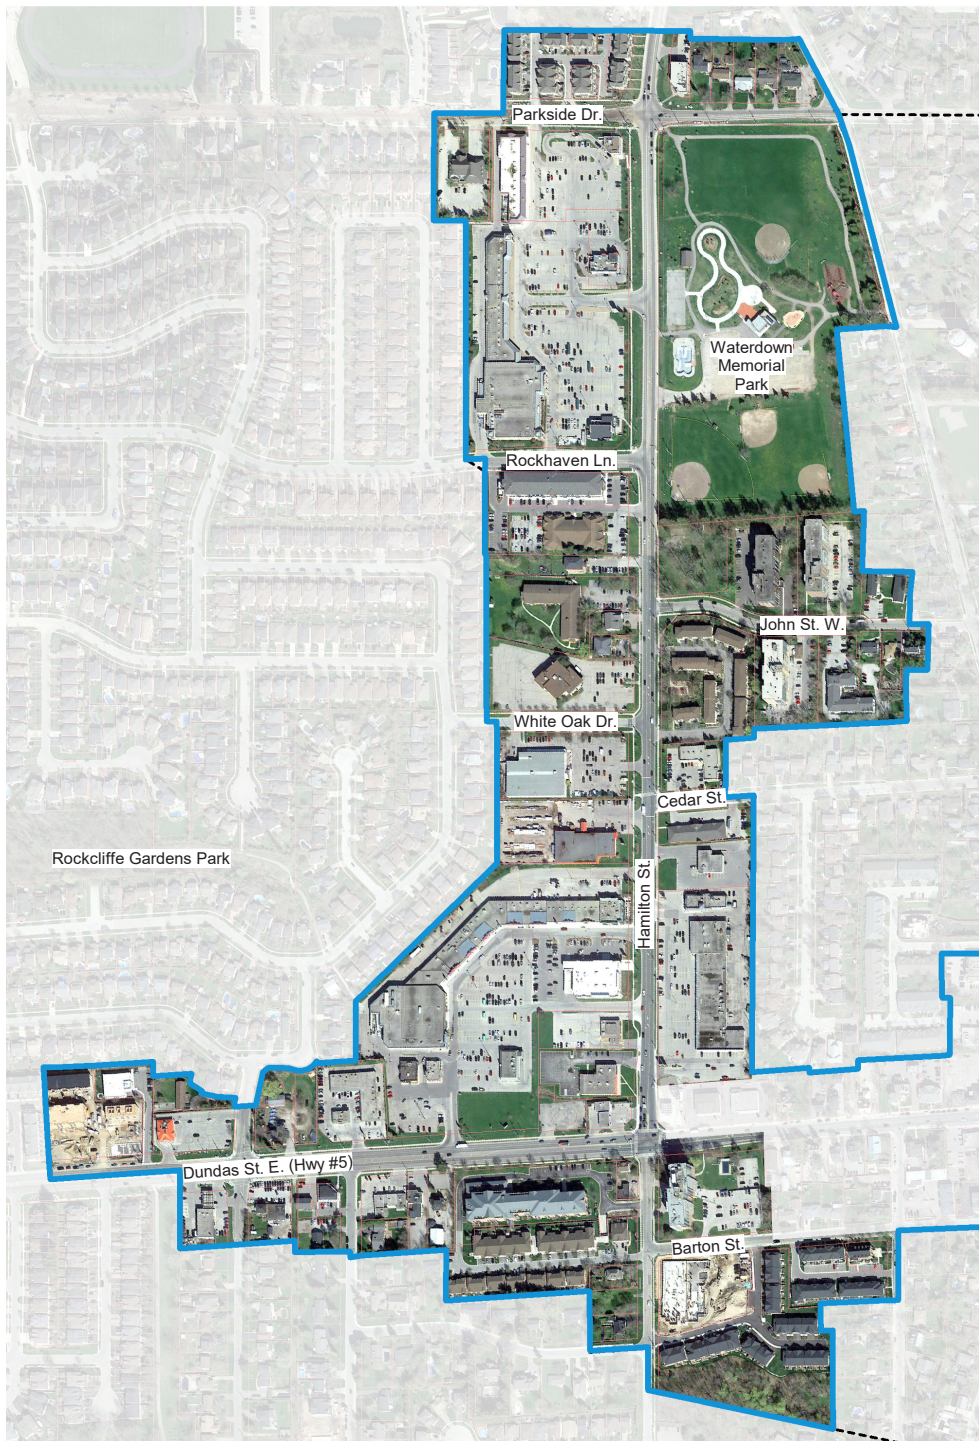 Parkside Dr.
Waterdown
Memorial
Park
Rockhaven Ln.
John St. W.
White Oak Dr.
Cedar St.
Rockcliffe Gardens Park
Hamilton St.
Dundas St. E. (Hwy #5)
Barton St.